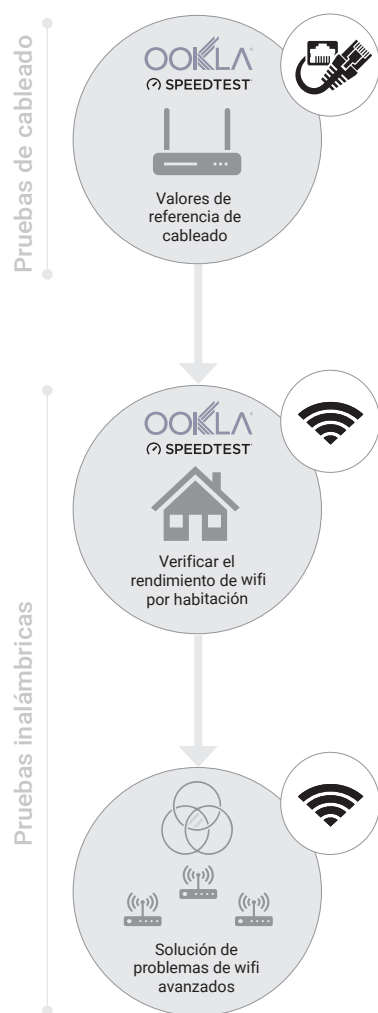 Pruebas de cableado
OOKLA
SPEEDTEST
Valores de
referencia de
cableado
Pruebas inalámbricas
OOKLA
SPEEDTEST
Verificar el
rendimiento de wifi
por habitación
Solución de
problemas de wifi
avanzados